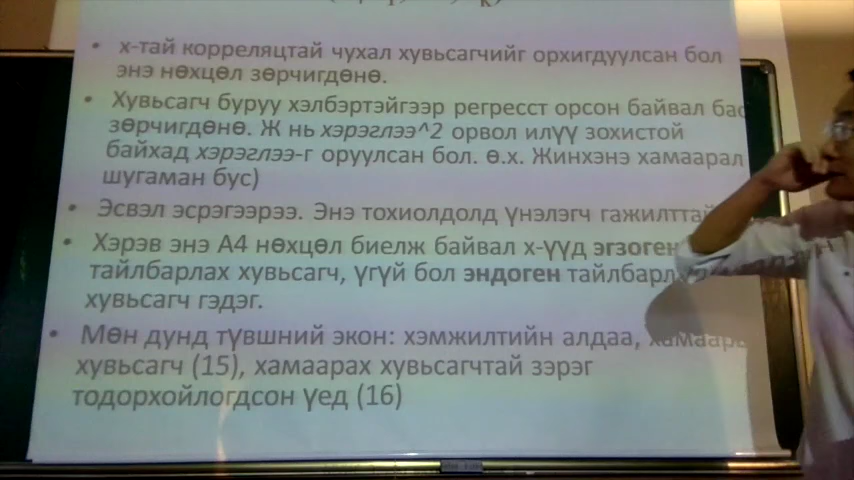 • х-тай корреляцтай чухал хувьсагчийг орхигдуулсан бол
энэ нөхцөл зөрчигдөнө.
• Хувьсагч буруу хэлбэртэйгээр регресст орсон байвал бас
зөрчигдөнө. Ж нь хэрэглээ^2 орвол илүү зохистой
байхад хэрэглээ-г оруулсан бол. ө.х. Жинхэнэ хамаарал
шугаман бус)
• Эсвэл эсрэгээрээ. Энэ тохиолдолд үнэлэгч гажилттай
• Хэрэв энэ А4 нөхцөл биелж байвал х-үүд эгзоген
тайлбарлах хувьсагч, үгүй бол эндоген
хувьсагч гэдэг.
• Мөн дунд түвшний экон: хэмжилтийн алдаа,
хувьсагч (15), хамаарах хувьсагчтай зэрэг
тодорхойлогдсон үед (16)